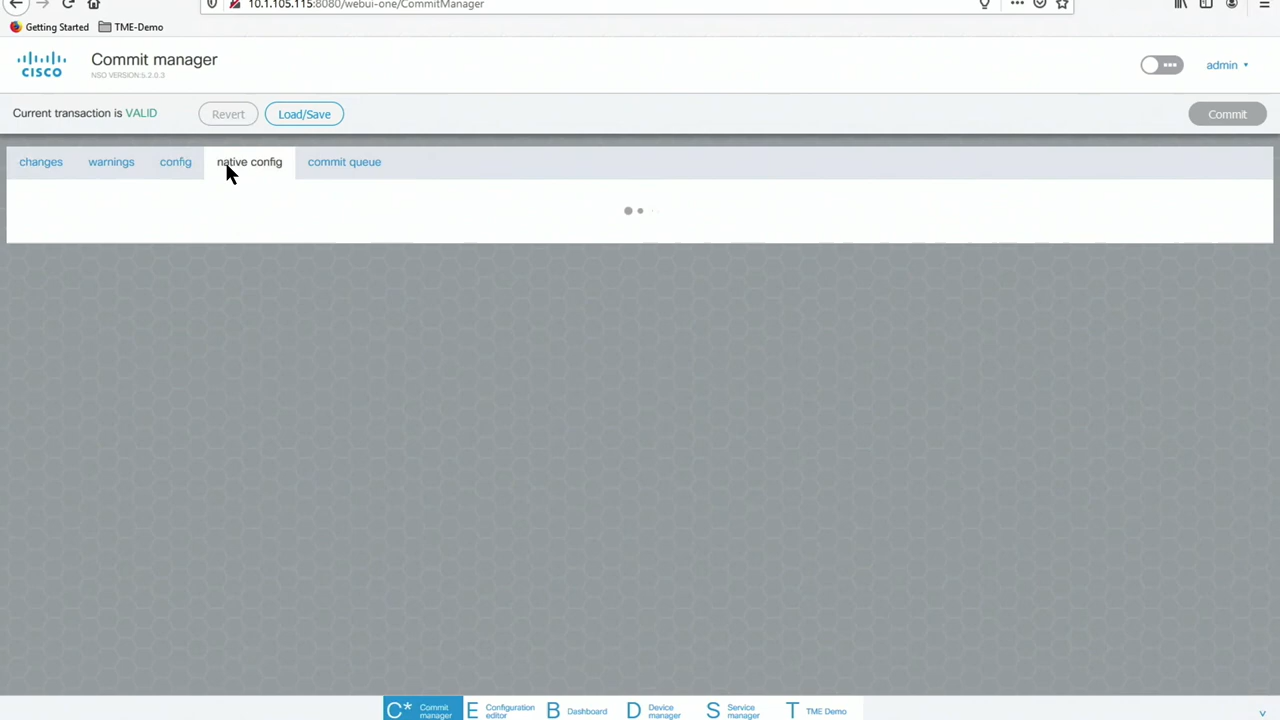 10.1.105.115:8080/webui-one/CommitManager
Getting Started TME-Demo
CISCO Commit manager
NSO VERSION:5.2.0.3
admin
Current transaction is VALID Revert Load/Save Commit
changes warnings config native config commit queue
C* Commit manager E Configuration editor B Dashboard D Device manager S Service manager T TME Demo